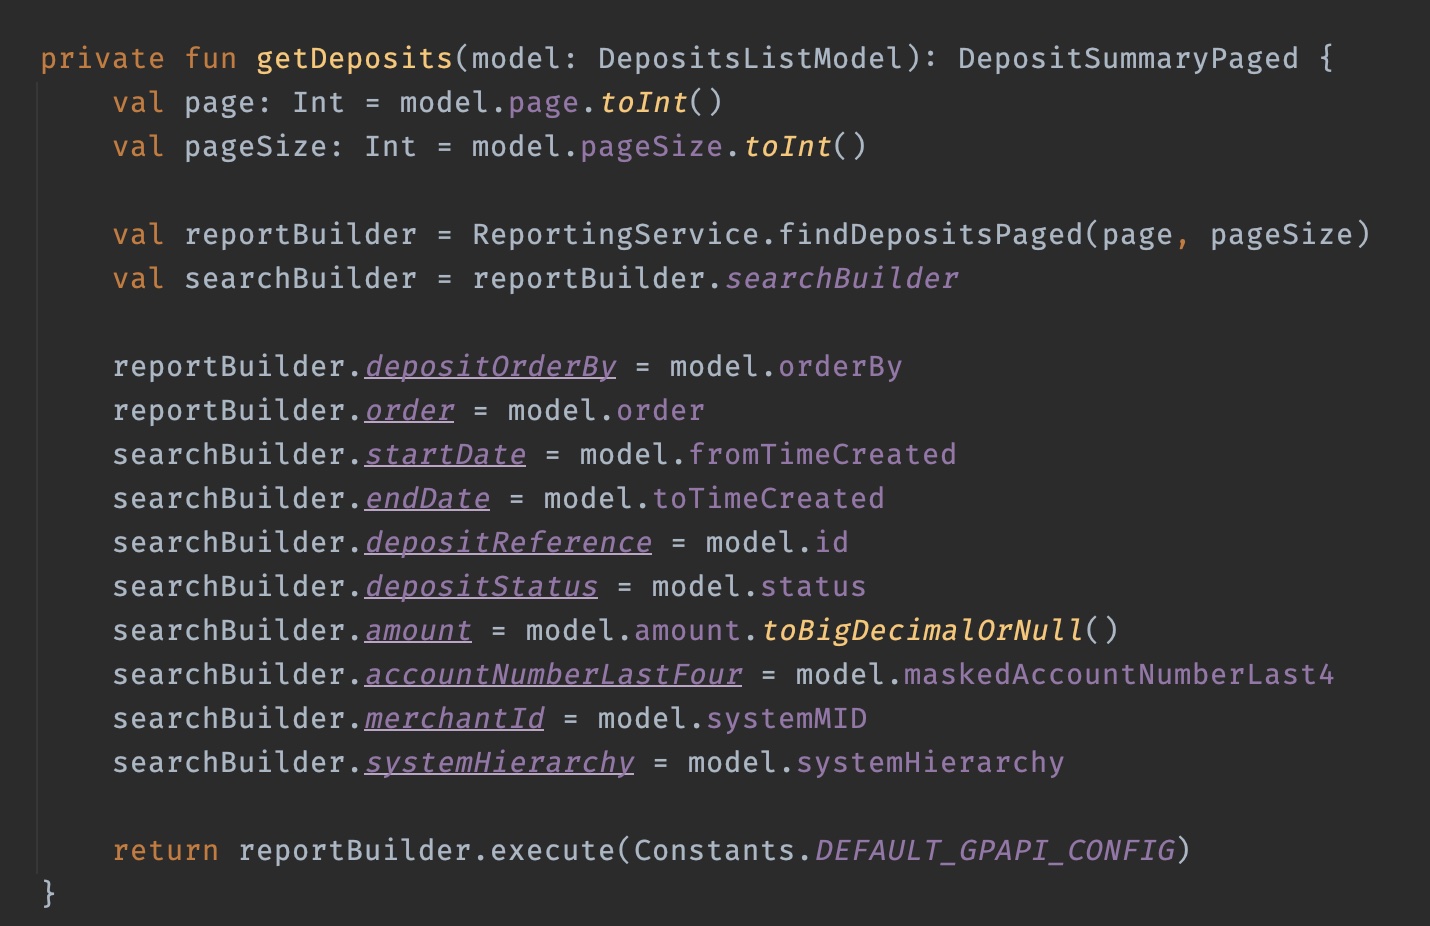 private fun getDeposits(model: DepositsListModel): DepositSummaryPaged {
    val page: Int = model.page.toInt()
    val pageSize: Int = model.pageSize.toInt()

    val reportBuilder = ReportingService.findDepositsPaged(page, pageSize)
    val searchBuilder = reportBuilder.searchBuilder

    reportBuilder.depositOrderBy = model.orderBy
    reportBuilder.order = model.order
    searchBuilder.startDate = model.fromTimeCreated
    searchBuilder.endDate = model.toTimeCreated
    searchBuilder.depositReference = model.id
    searchBuilder.depositStatus = model.status
    searchBuilder.amount = model.amount.toBigDecimalOrNull()
    searchBuilder.accountNumberLastFour = model.maskedAccountNumberLast4
    searchBuilder.merchantId = model.systemMID
    searchBuilder.systemHierarchy = model.systemHierarchy

    return reportBuilder.execute(Constants.DEFAULT_GPAPI_CONFIG)
}